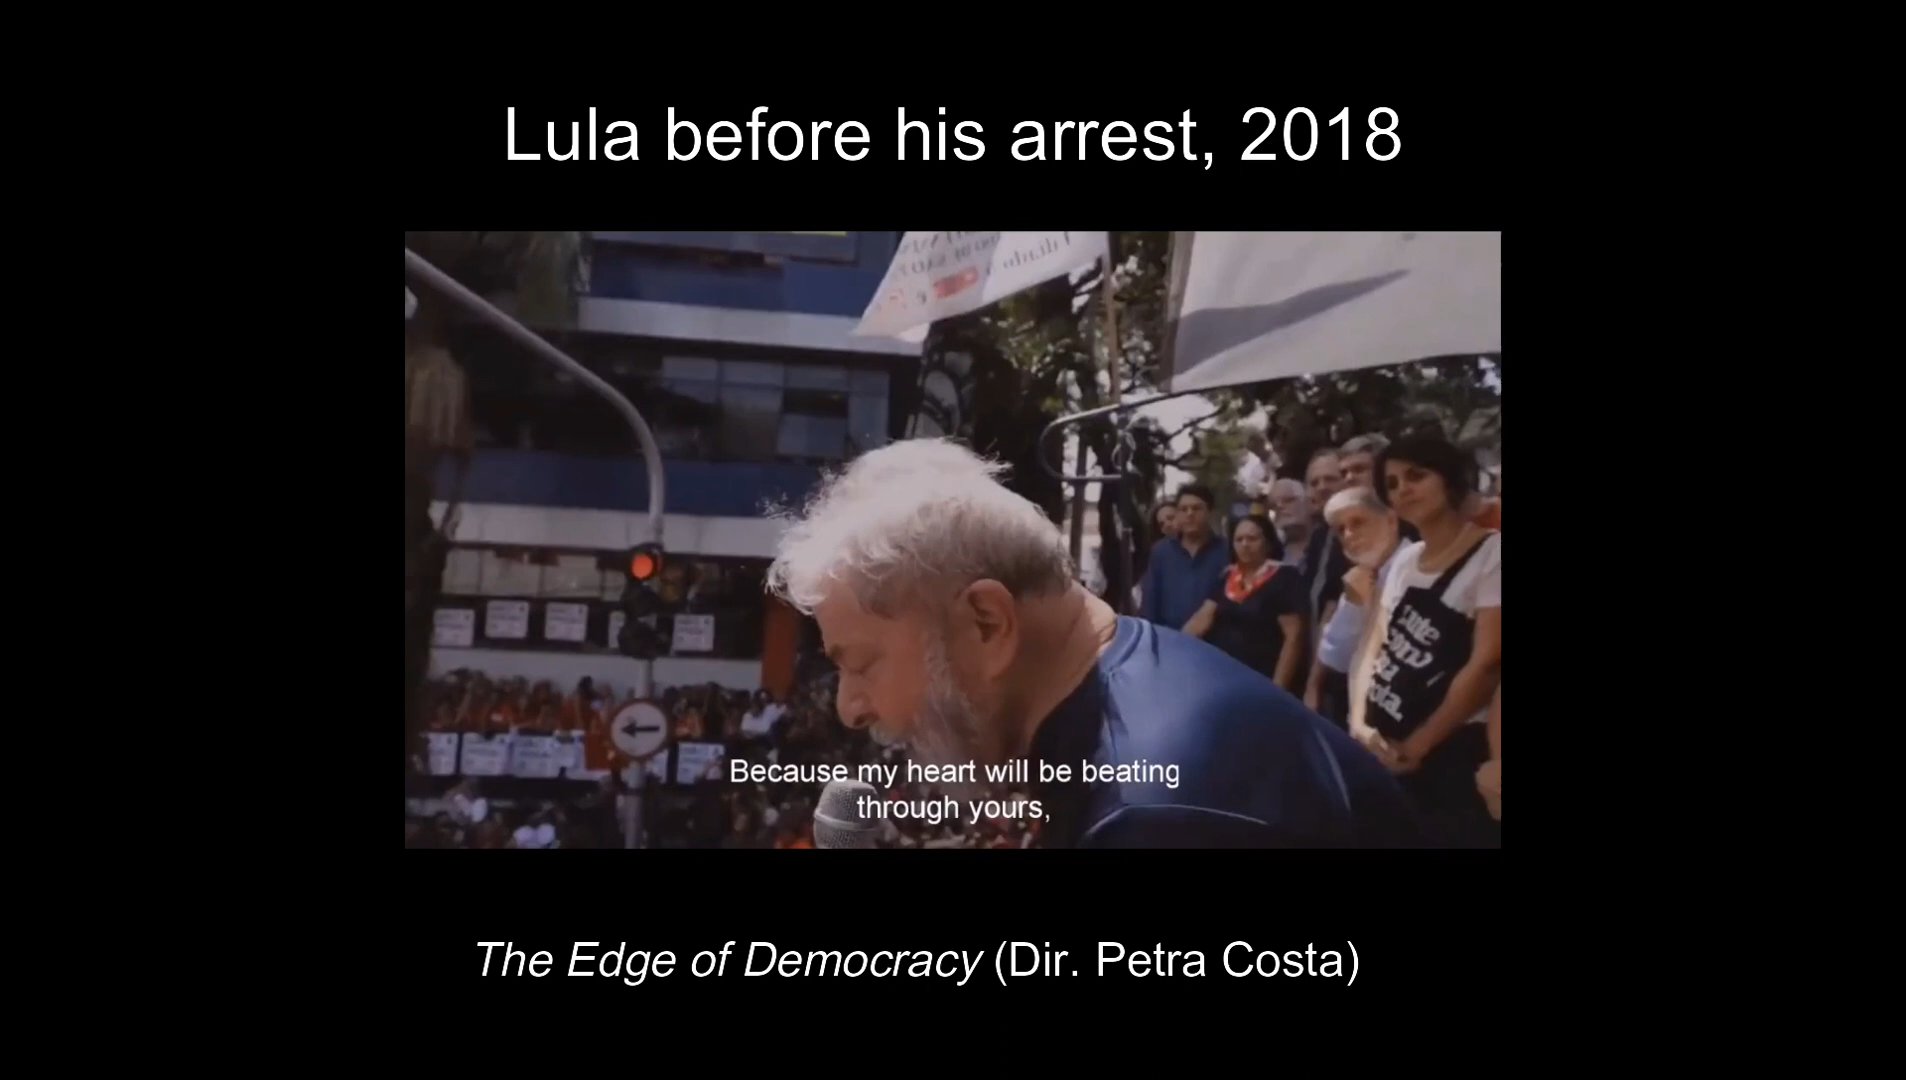 Lula before his arrest, 2018
Because my heart will be beating
through yours,
The Edge of Democracy (Dir. Petra Costa)